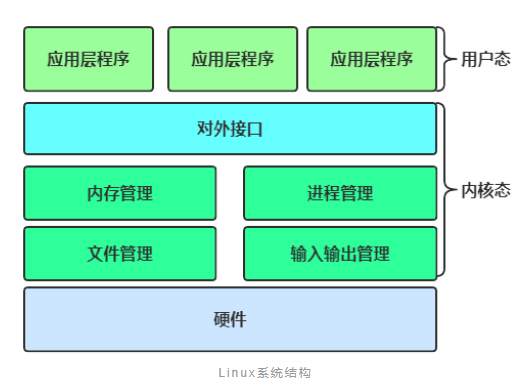 应用层程序 应用层程序 应用层程序 用户态
对外接口
内存管理 进程管理 内核态
文件管理 输入输出管理
硬件
Linux系统结构